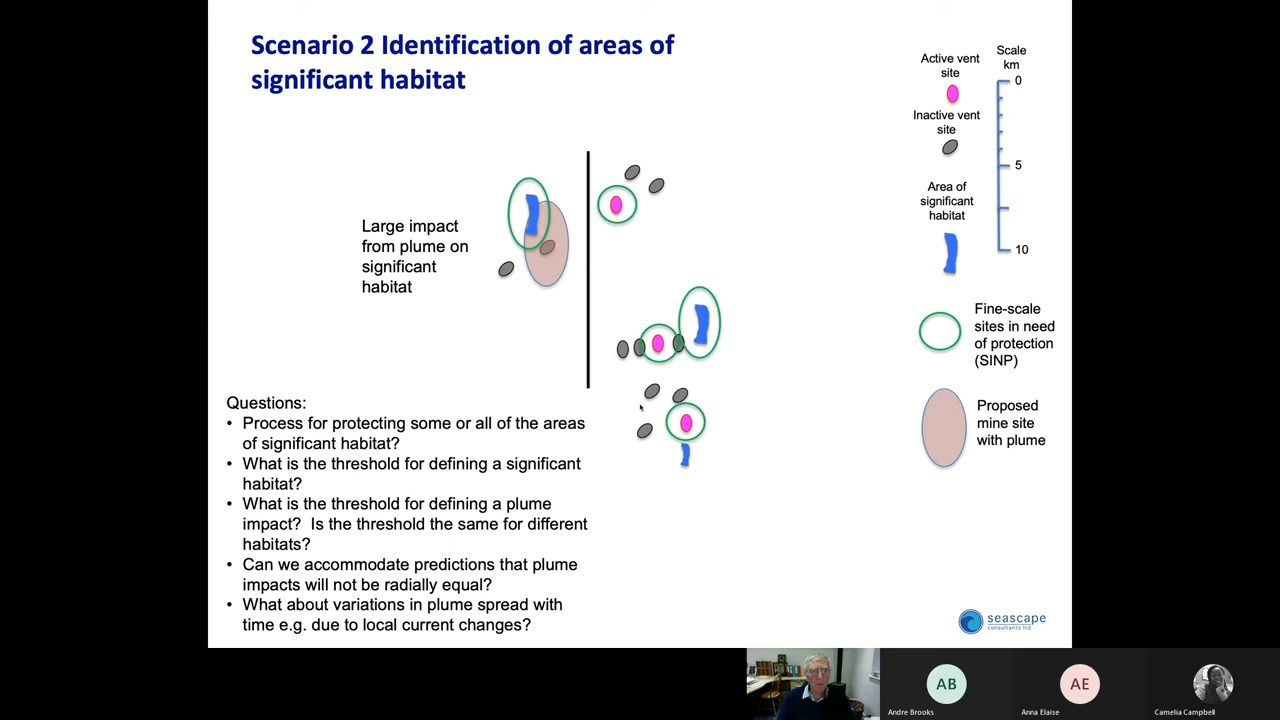 Scenario 2 Identification of areas of
significant habitat
Active vent
site
Inactive vent
site
Area of
significant
habitat
Scale
km
0
5
10
Fine-scale
sites in need
of protection
(SINP)
Proposed
mine site
with plume
Large impact
from plume on
significant
habitat
Questions:
• Process for protecting some or all of the areas
of significant habitat?
• What is the threshold for defining a significant
habitat?
• What is the threshold for defining a plume
impact? Is the threshold the same for different
habitats?
• Can we accommodate predictions that plume
impacts will not be radially equal?
• What about variations in plume spread with
time e.g. due to local current changes?
seascape
consultants ltd
AB
AE
Andre Brooks
Anna Elaise
Camelia Campbell